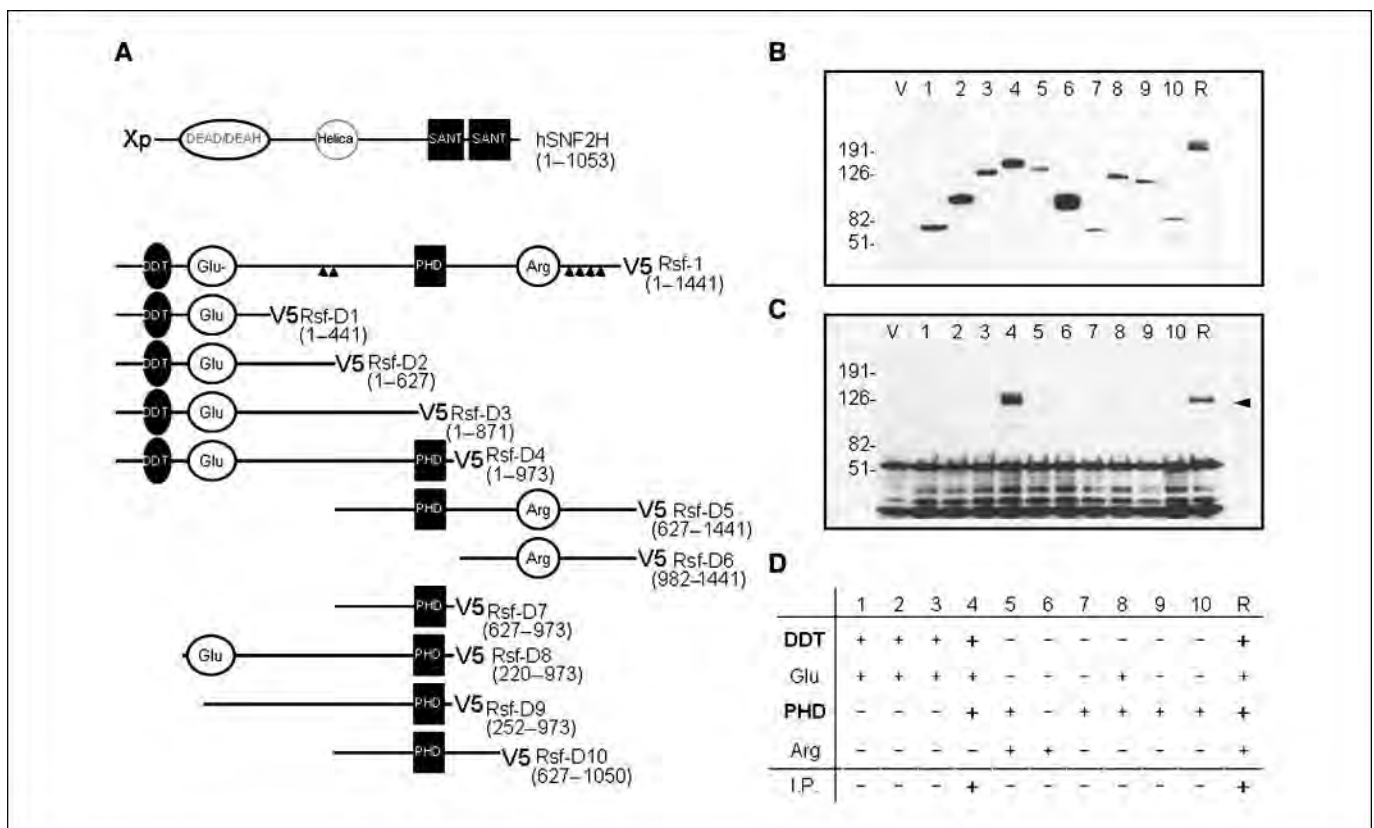 A
Xp DEAD/DEAH Helica SANT SANT hSNF2H
(1–1053)
DDT Glu- PHD Arg V5 Rsf-1
(1–1441)
DDT Glu V5 Rsf-D1
(1–441)
DDT Glu V5 Rsf-D2
(1–627)
DDT Glu V5 Rsf-D3
(1–871)
DDT Glu PHD V5 Rsf-D4
(1–973)
PHD Arg V5 Rsf-D5
(627–1441)
Arg V5 Rsf-D6
(982–1441)
PHD V5 Rsf-D7
(627–973)
Glu PHD V5 Rsf-D8
(220–973)
PHD V5 Rsf-D9
(252–973)
PHD V5 Rsf-D10
(627–1050)
B
V 1 2 3 4 5 6 7 8 9 10 R
191-
126-
82-
51-
C
V 1 2 3 4 5 6 7 8 9 10 R
191-
126-
82-
51-
D
1 2 3 4 5 6 7 8 9 10 R
DDT + + + + – – – – – – +
Glu + + + + – – – + – – +
PHD – – – + + – + + + + +
Arg – – – – + + – – – – +
I.P. – – – + – – – – – – +